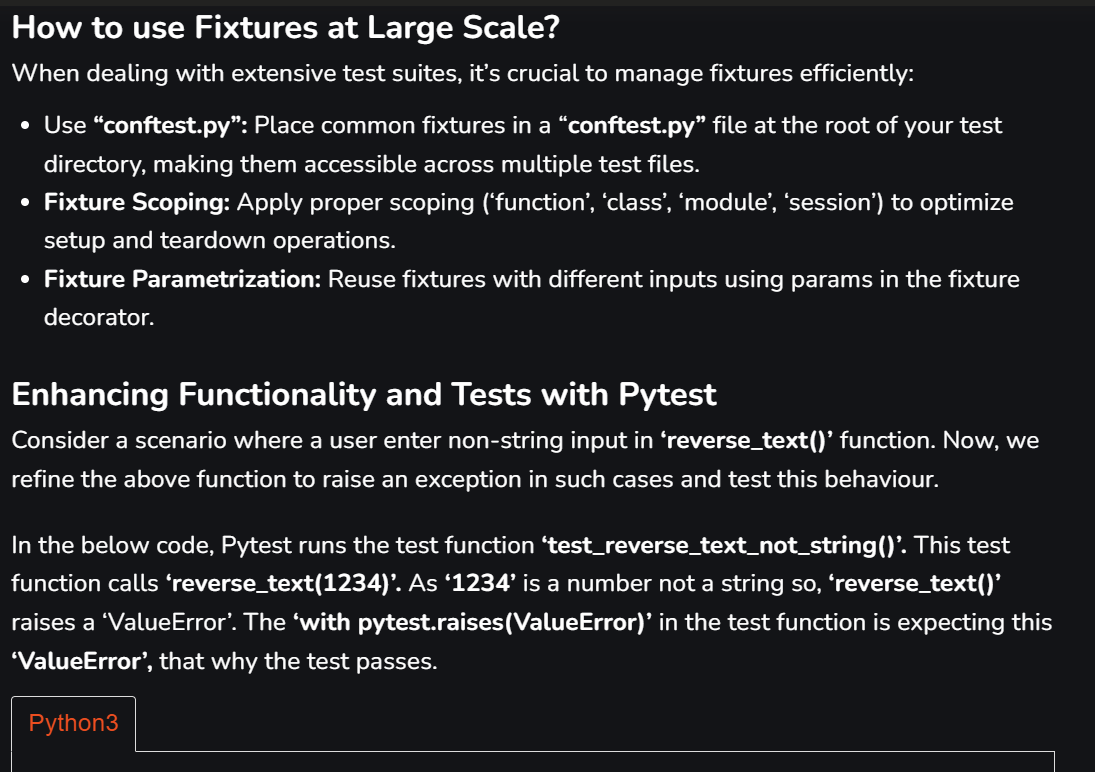 How to use Fixtures at Large Scale?
When dealing with extensive test suites, it’s crucial to manage fixtures efficiently:
• Use “conftest.py”: Place common fixtures in a “conftest.py” file at the root of your test
directory, making them accessible across multiple test files.
• Fixture Scoping: Apply proper scoping (‘function’, ‘class’, ‘module’, ‘session’) to optimize
setup and teardown operations.
• Fixture Parametrization: Reuse fixtures with different inputs using params in the fixture
decorator.
Enhancing Functionality and Tests with Pytest
Consider a scenario where a user enter non-string input in ‘reverse_text()’ function. Now, we
refine the above function to raise an exception in such cases and test this behaviour.
In the below code, Pytest runs the test function ‘test_reverse_text_not_string()’. This test
function calls ‘reverse_text(1234)’. As ‘1234’ is a number not a string so, ‘reverse_text()’
raises a ‘ValueError’. The ‘with pytest.raises(ValueError)’ in the test function is expecting this
‘ValueError’, that why the test passes.
Python3